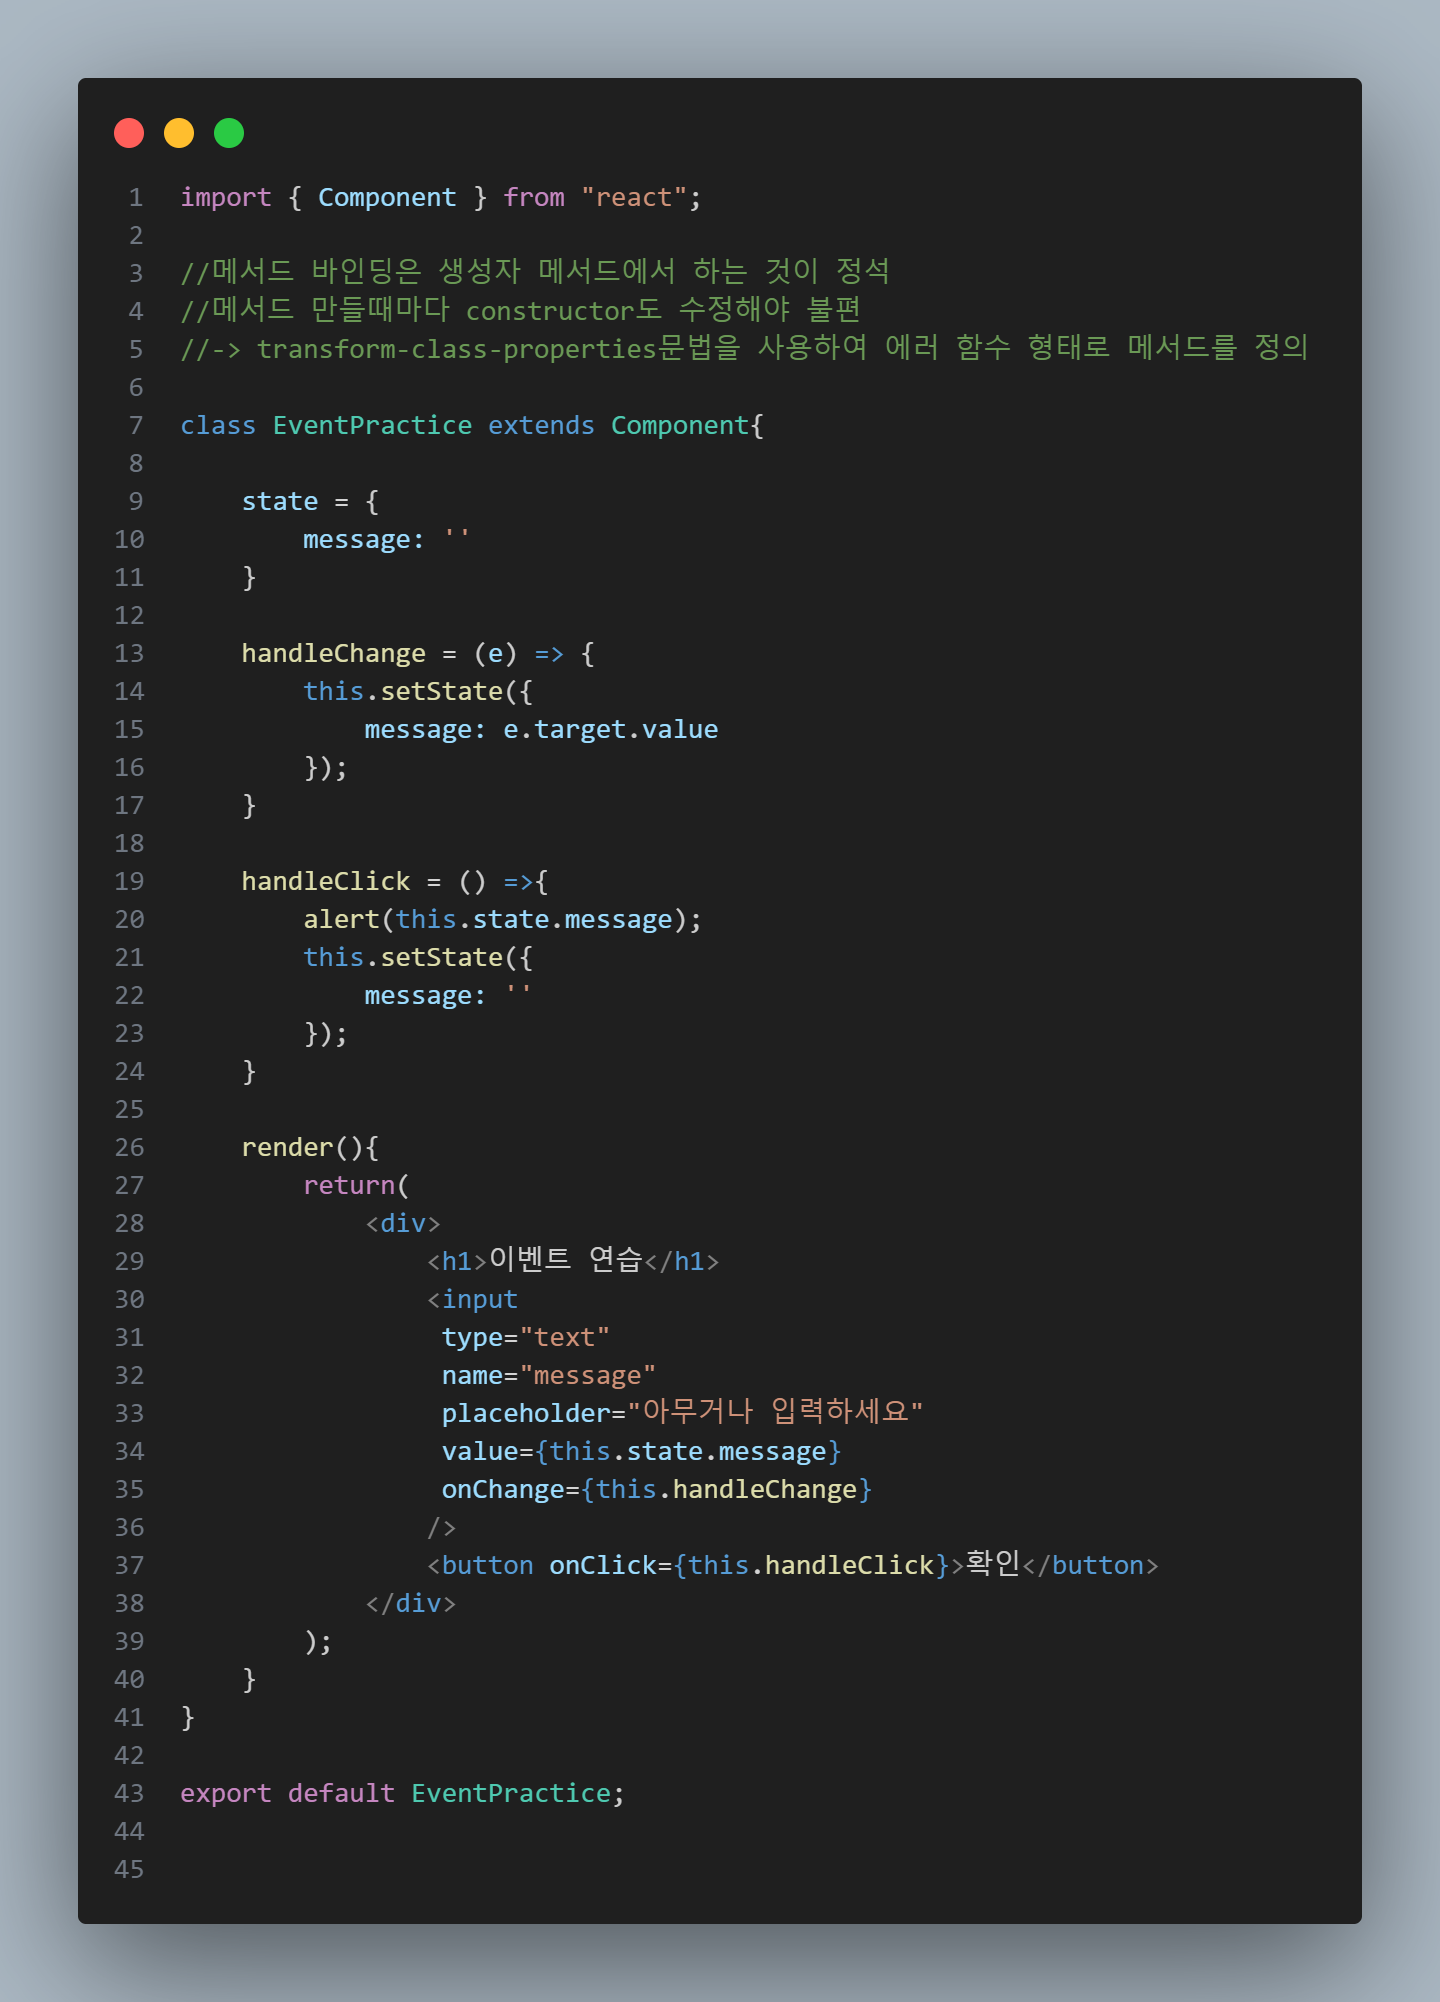 1 import { Component } from "react";
2
3 //메서드 바인딩은 생성자 메서드에서 하는 것이 정석
4 //메서드 만들때마다 constructor도 수정해야 불편
5 //-> transform-class-properties문법을 사용하여 에러 함수 형태로 메서드를 정의
6
7 class EventPractice extends Component{
8
9     state = {
10         message: ''
11     }
12
13     handleChange = (e) => {
14         this.setState({
15             message: e.target.value
16         });
17     }
18
19     handleClick = () =>{
20         alert(this.state.message);
21         this.setState({
22             message: ''
23         });
24     }
25
26     render(){
27         return(
28             <div>
29                 <h1>이벤트 연습</h1>
30                 <input
31                  type="text"
32                  name="message"
33                  placeholder="아무거나 입력하세요"
34                  value={this.state.message}
35                  onChange={this.handleChange}
36                 />
37                 <button onClick={this.handleClick}>확인</button>
38             </div>
39         );
40     }
41 }
42
43 export default EventPractice;
44
45